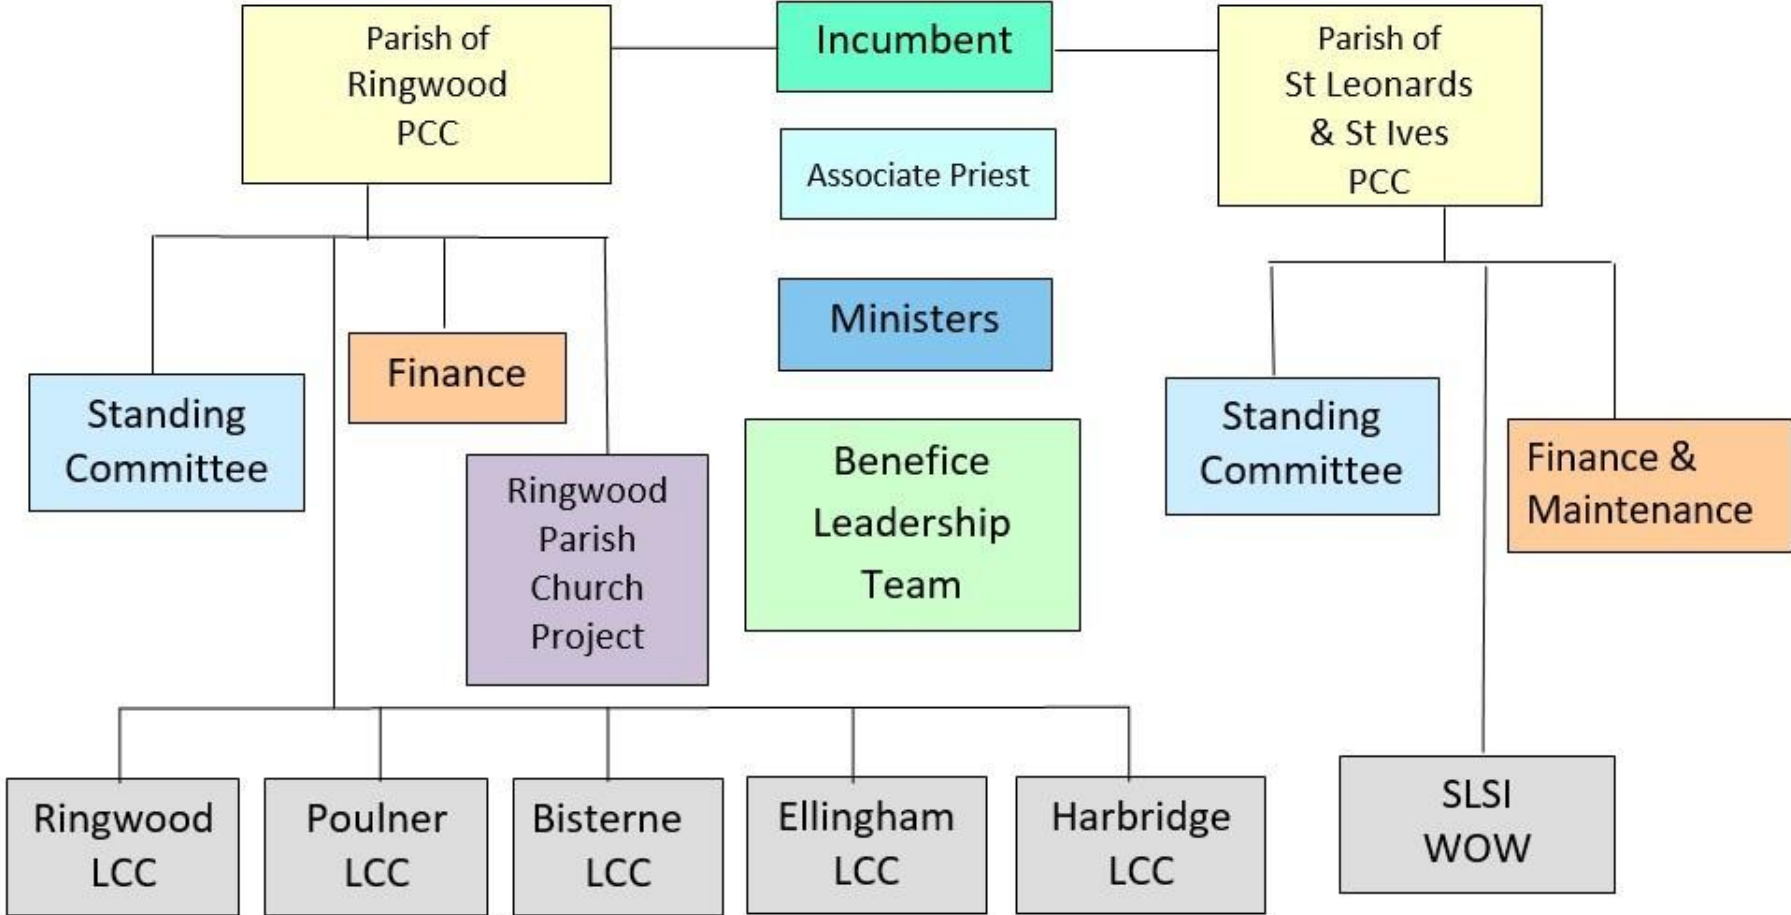 Parish of
Ringwood
PCC
Incumbent
Parish of
St Leonards
& St Ives
PCC
Associate Priest
Ministers
Finance
Standing
Committee
Ringwood
Parish
Church
Project
Benefice
Leadership
Team
Standing
Committee
Finance &
Maintenance
Ringwood
LCC
Poulner
LCC
Bisterne
LCC
Ellingham
LCC
Harbridge
LCC
SLSI
WOW